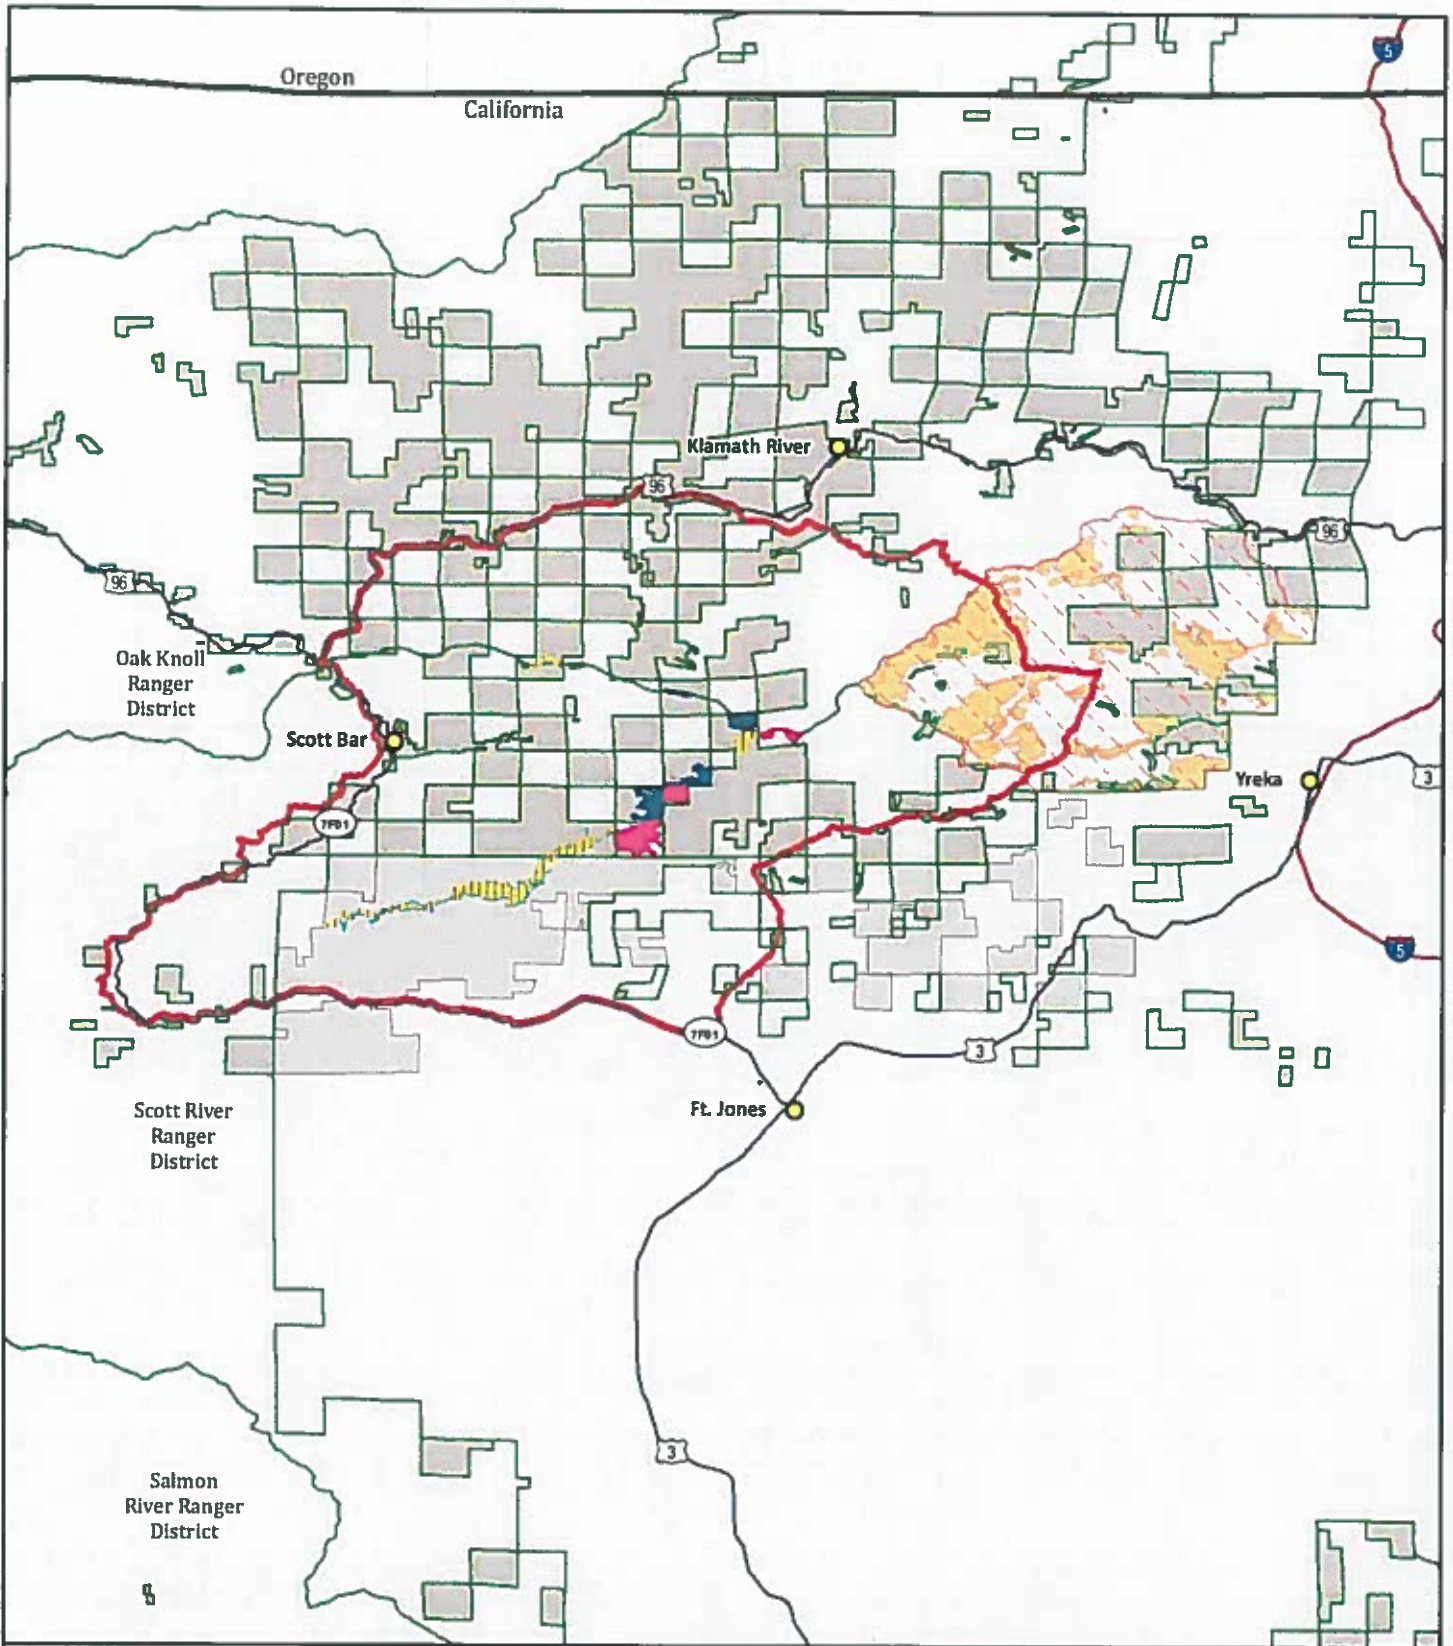 5
Oregon
California
Klamath River
96
96
96
Oak Knoll
Ranger
District
Scott Bar
Yreka
3
7F01
5
7F01
3
Ft. Jones
Scott River
Ranger
District
3
Salmon
River Ranger
District